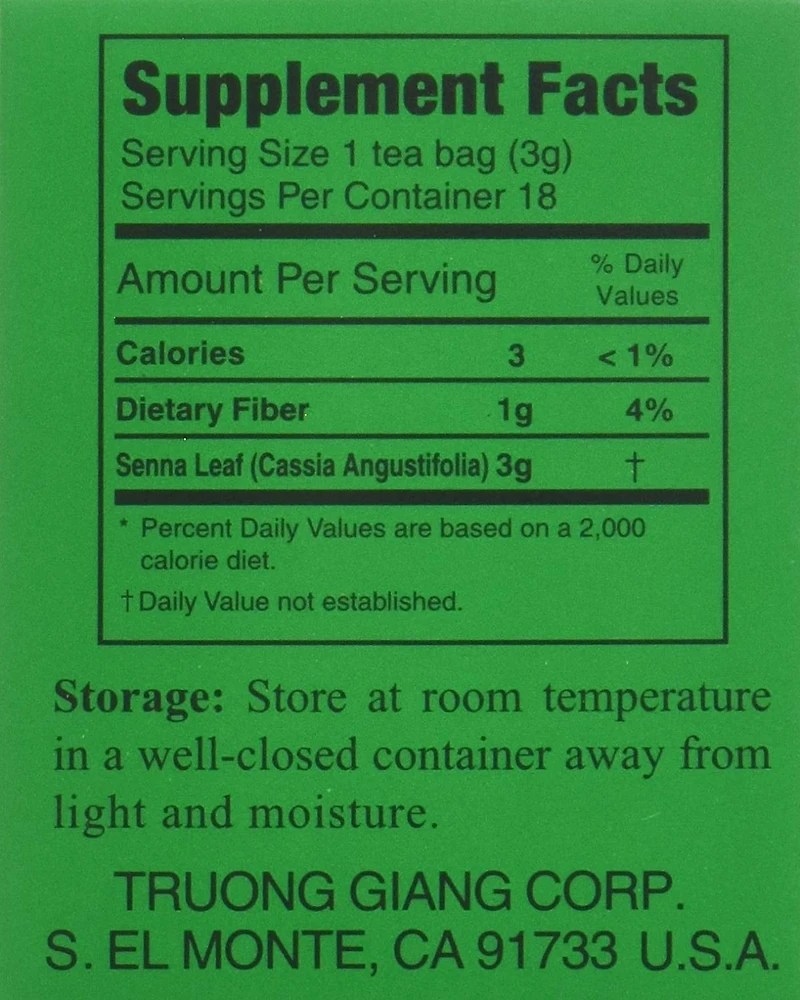 Supplement Facts
Serving Size 1 tea bag (3g)
Servings Per Container 18
Amount Per Serving % Daily Values
Calories 3 < 1%
Dietary Fiber 1g 4%
Senna Leaf (Cassia Angustifolia) 3g †
* Percent Daily Values are based on a 2,000
calorie diet.
† Daily Value not established.
Storage: Store at room temperature
in a well-closed container away from
light and moisture.
TRUONG GIANG CORP.
S. EL MONTE, CA 91733 U.S.A.